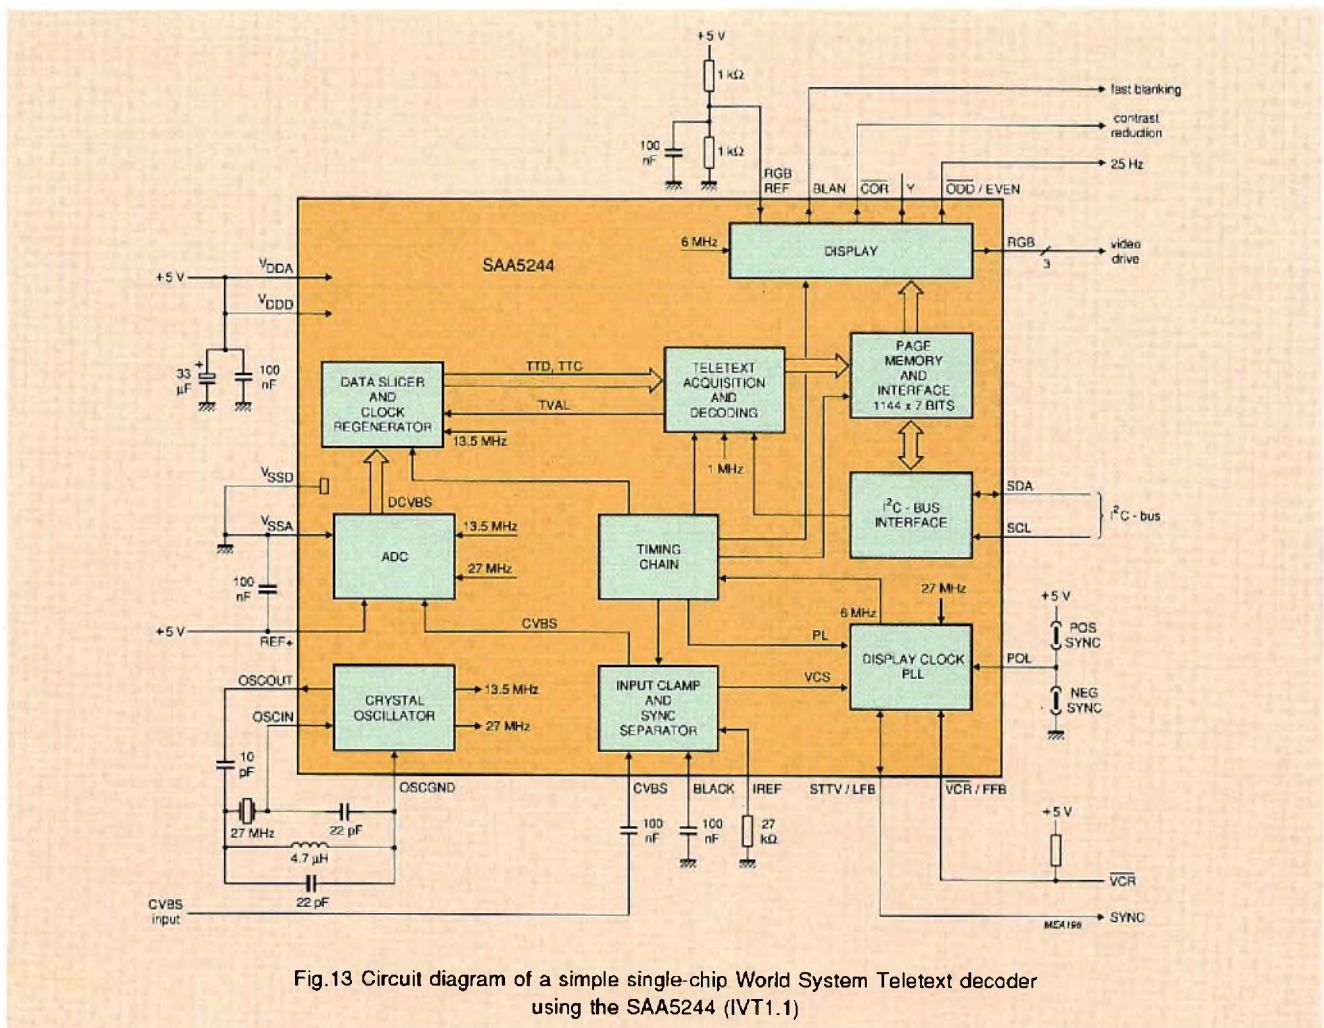 +5 V
1 kΩ
100 nF
1 kΩ
fast blanking
contrast reduction
25 Hz
RGB REF
BLAN
COR
Y
ODD / EVEN
6 MHz
DISPLAY
RGB
3
video drive
SAA5244
+5 V
VDDA
VDDD
33 µF
+
100 nF
DATA SLICER
AND
CLOCK
REGENERATOR
TTD, TTC
TVAL
13.5 MHz
TELETEXT
ACQUISITION
AND
DECODING
1 MHz
PAGE
MEMORY
AND
INTERFACE
1144 x 7 BITS
VSSD
VSSA
DCVBS
ADC
13.5 MHz
27 MHz
TIMING
CHAIN
I²C - BUS
INTERFACE
SDA
SCL
I²C - bus
100 nF
+5 V
REF+
CVBS
PL
6 MHz
27 MHz
DISPLAY CLOCK
PLL
POL
+5 V
POS
SYNC
NEG
SYNC
OSCOUT
OSCIN
CRYSTAL
OSCILLATOR
13.5 MHz
27 MHz
INPUT CLAMP
AND
SYNC
SEPARATOR
VCS
OSCGND
CVBS
BLACK
IREF
STTV / LFB
VCR / FFB
10 pF
27 MHz
22 pF
4.7 µH
22 pF
100 nF
100 nF
27 kΩ
+5 V
VCR
CVBS input
SYNC
MEA196
Fig.13 Circuit diagram of a simple single-chip World System Teletext decoder
using the SAA5244 (IVT1.1)